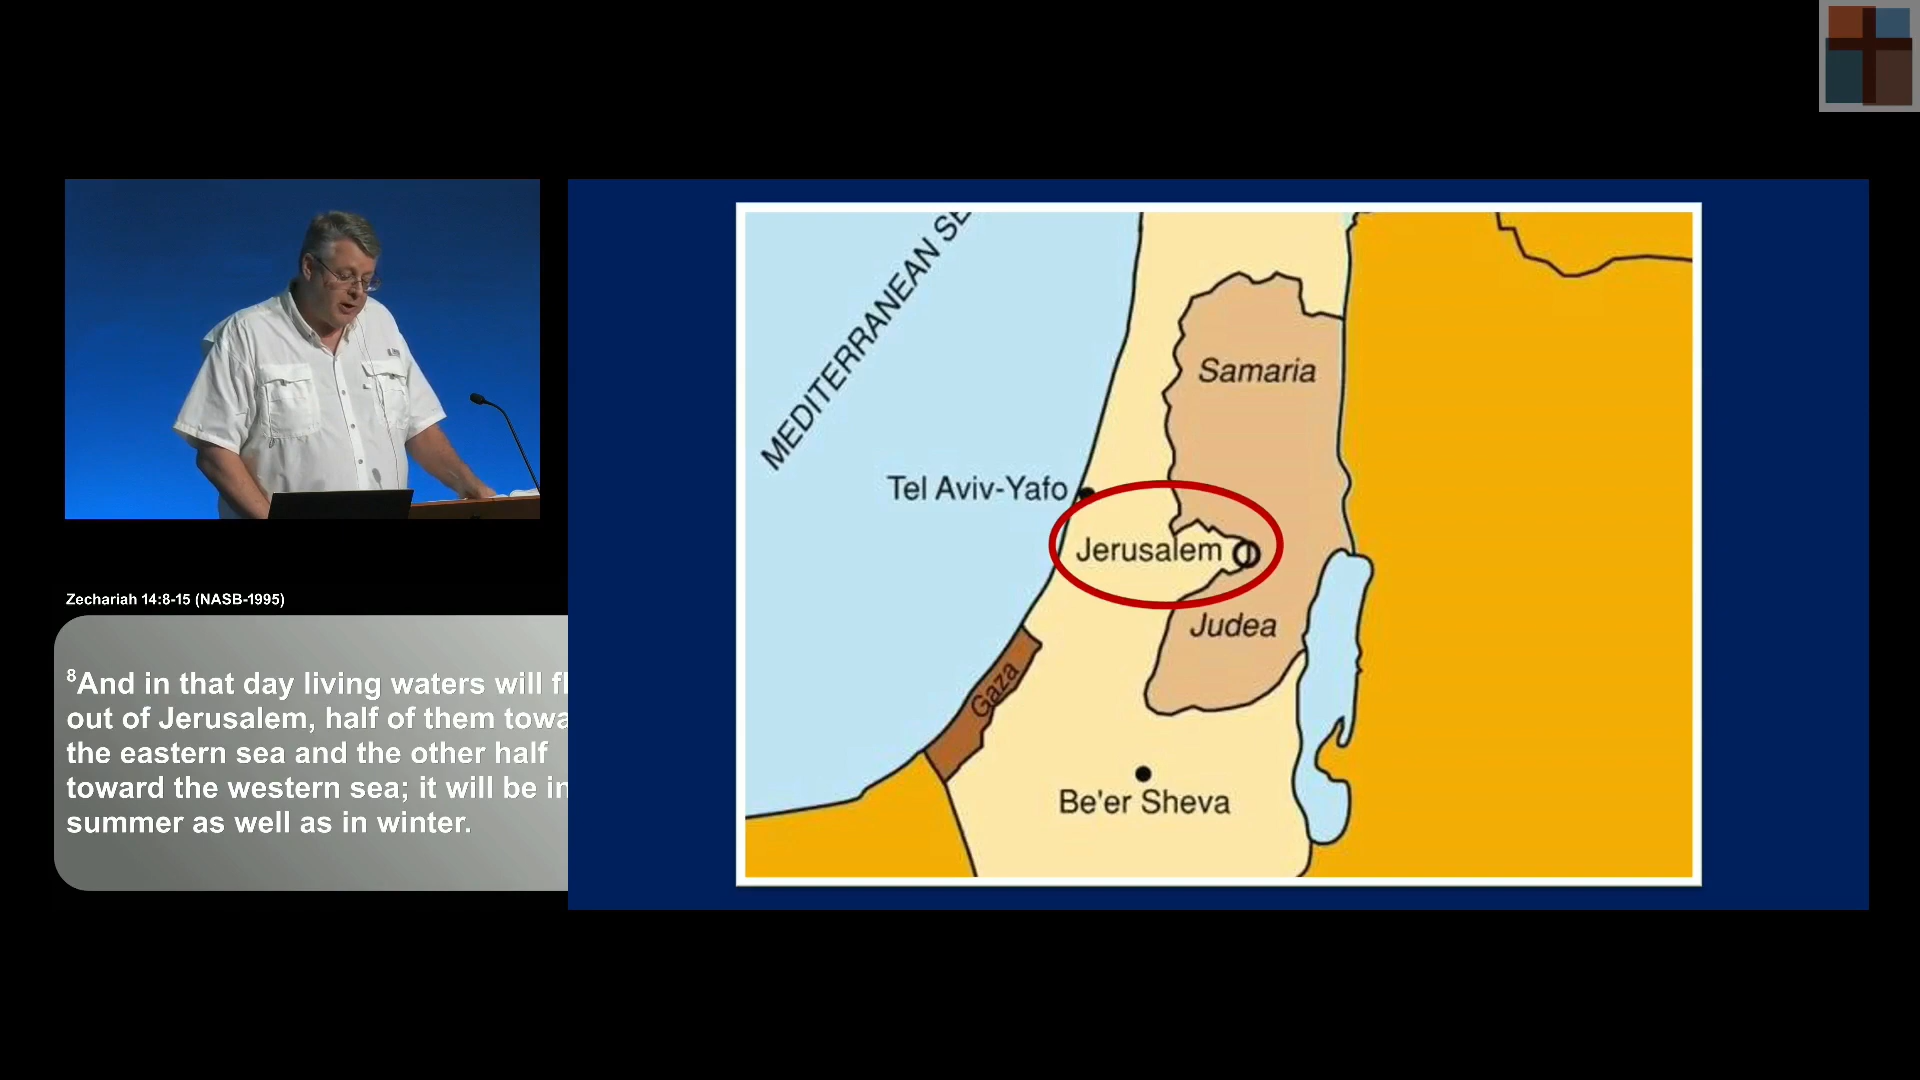 MEDITERRANEAN SE
Samaria
Tel Aviv-Yafo
Jerusalem
Judea
Gaza
Be'er Sheva
Zechariah 14:8-15 (NASB-1995)
8And in that day living waters will fl
out of Jerusalem, half of them towa
the eastern sea and the other half
toward the western sea; it will be in
summer as well as in winter.